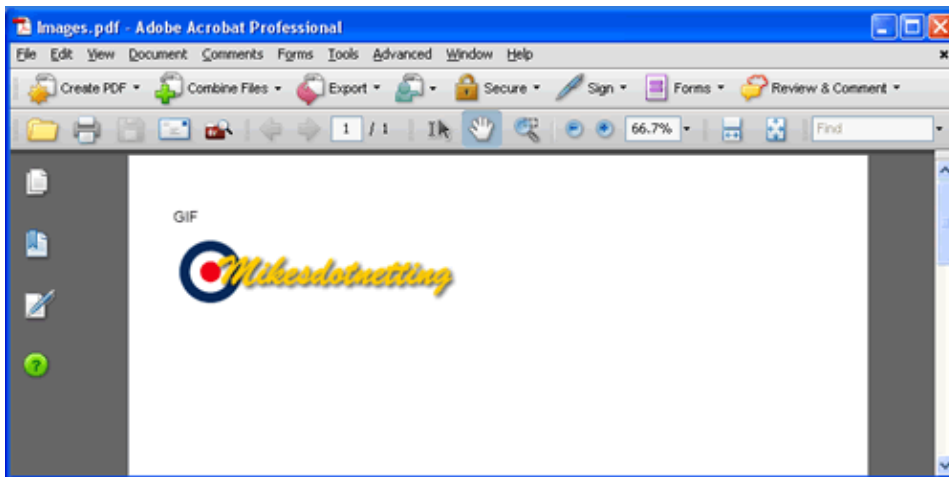 Images.pdf - Adobe Acrobat Professional
File Edit View Document Comments Forms Tools Advanced Window Help
Create PDF Combine Files Export Secure Sign Forms Review & Comment
1 / 1 66.7% Find
GIF
Mikesdotnetting